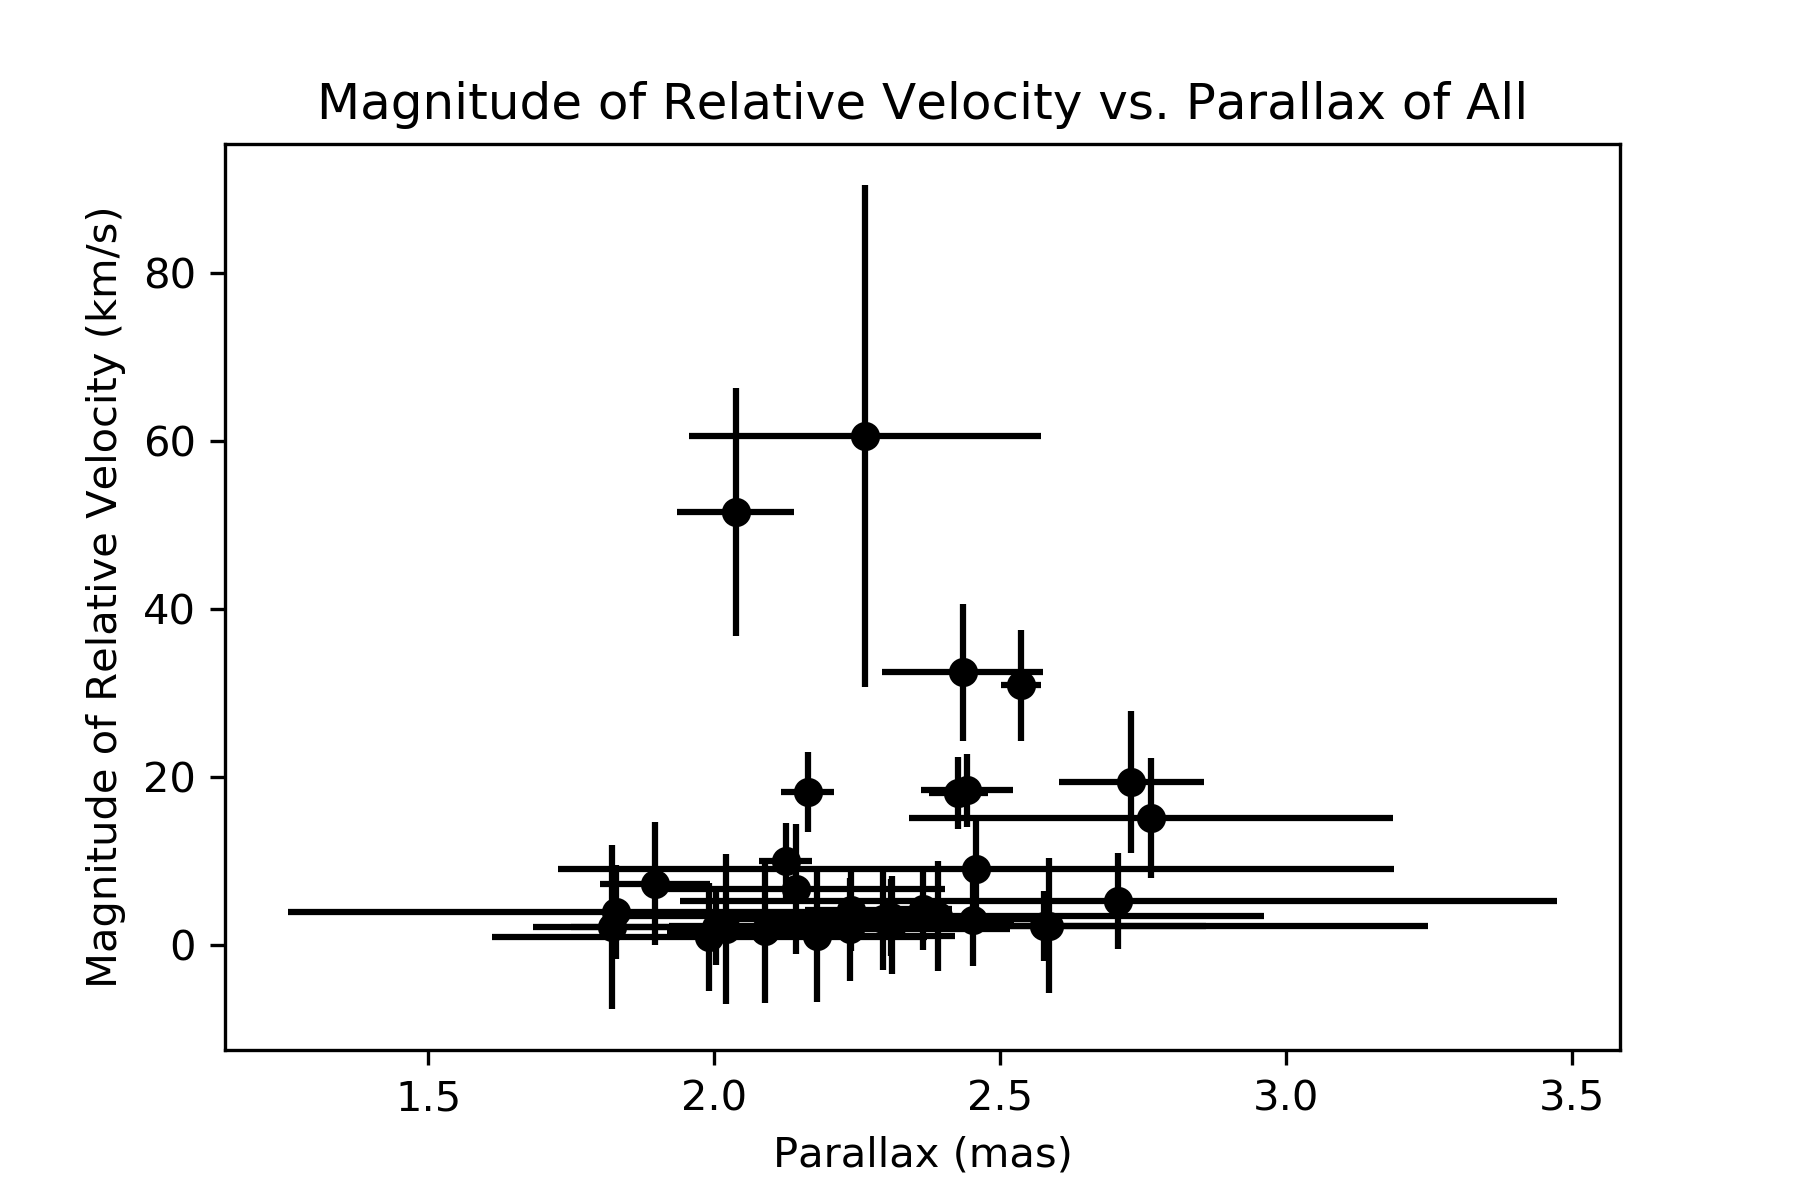 Magnitude of Relative Velocity vs. Parallax of All
Magnitude of Relative Velocity (km/s)
80
60
40
20
0
1.5 2.0 2.5 3.0 3.5
Parallax (mas)